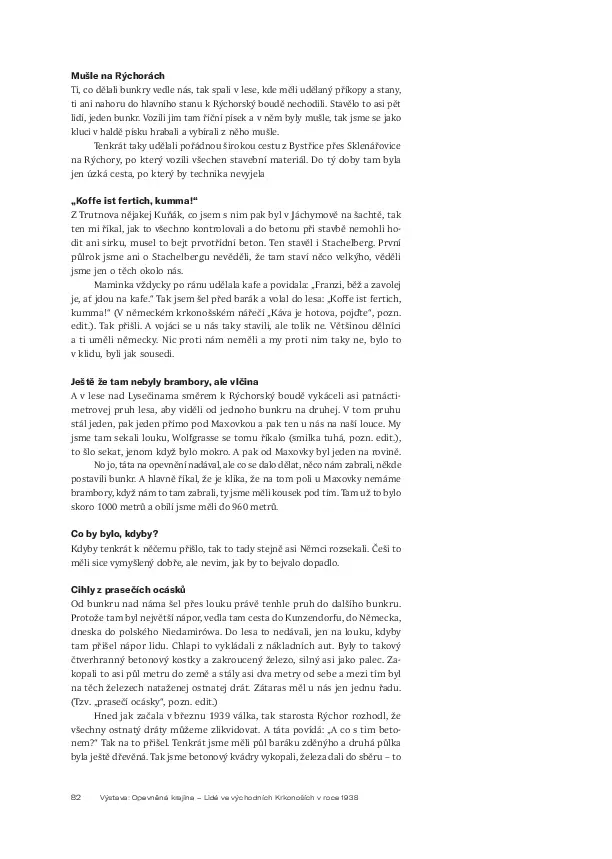 Mušle na Rýchorách
Ti, co dělali bunkry vedle nás, tak spali v lese, kde měli udělaný příkopy a stany,
ti ani nahoru do hlavního stanu k Rýchorský boudě nechodili. Stavělo to asi pět
lidí, jeden bunkr. Vozili jim tam říční písek a v něm byly mušle, tak jsme se jako
kluci v haldě písku hrabali a vybírali z něho mušle.
Tenkrát taky udělali pořádnou širokou cestu z Bystřice přes Sklenářovice
na Rýchory, po který vozili všechen stavební materiál. Do tý doby tam byla
jen úzká cesta, po který by technika nevyjela
„Koffe ist fertich, kumma!“
Z Trutnova nějakej Kuňák, co jsem s nim pak byl v Jáchymově na šachtě, tak
ten mi říkal, jak to všechno kontrolovali a do betonu při stavbě nemohli ho-
dit ani sirku, musel to bejt prvotřídní beton. Ten stavěl i Stachelberg. První
půlrok jsme ani o Stachelbergu nevěděli, že tam staví něco velkýho, věděli
jsme jen o těch okolo nás.
Maminka vždycky po ránu udělala kafe a povidala: „Franzi, běž a zavolej
je, ať jdou na kafe.“ Tak jsem šel před barák a volal do lesa: „Koffe ist fertich,
kumma!“ (V německém krkonošském nářečí „Káva je hotova, pojďte“, pozn.
edit.). Tak přišli. A vojáci se u nás taky stavili, ale tolik ne. Většinou dělníci
a ti uměli německy. Nic proti nám neměli a my proti nim taky ne, bylo to
v klidu, byli jak sousedi.
Ještě že tam nebyly brambory, ale vlčina
A v lese nad Lysečinama směrem k Rýchorský boudě vykáceli asi patnácti-
metrovej pruh lesa, aby viděli od jednoho bunkru na druhej. V tom pruhu
stál jeden, pak jeden přímo pod Maxovkou a pak ten u nás na naší louce. My
jsme tam sekali louku, Wolfgrasse se tomu říkalo (smilka tuhá, pozn. edit.),
to šlo sekat, jenom když bylo mokro. A pak od Maxovky byl jeden na rovině.
No jo, táta na opevnění nadával, ale co se dalo dělat, něco nám zabrali, někde
postavili bunkr. A hlavně říkal, že je klika, že na tom poli u Maxovky nemáme
brambory, když nám to tam zabrali, ty jsme měli kousek pod tím. Tam už to bylo
skoro 1000 metrů a obilí jsme měli do 960 metrů.
Co by bylo, kdyby?
Kdyby tenkrát k něčemu přišlo, tak to tady stejně asi Němci rozsekali. Češi to
měli sice vymyšlený dobře, ale nevim, jak by to bejvalo dopadlo.
Cihly z prasečích ocásků
Od bunkru nad náma šel přes louku právě tenhle pruh do dalšího bunkru.
Protože tam byl největší nápor, vedla tam cesta do Kunzendorfu, do Německa,
dneska do polského Niedamirówa. Do lesa to nedávali, jen na louku, kdyby
tam přišel nápor lidu. Chlapi to vykládali z nákladních aut. Byly to takový
čtverhranný betonový kostky a zakroucený železo, silný asi jako palec. Za-
kopali to asi půl metru do země a stály asi dva metry od sebe a mezi tim byl
na těch železech nataženej ostnatej drát. Zátaras měl u nás jen jednu řadu.
(Tzv. „prasečí ocásky“, pozn. edit.)
Hned jak začala v březnu 1939 válka, tak starosta Rýchor rozhodl, že
všechny ostnatý dráty můžeme zlikvidovat. A táta povídá: „A co s tim beto-
nem?“ Tak na to přišel. Tenkrát jsme měli půl baráku zděnýho a druhá půlka
byla ještě dřevěná. Tak jsme betonový kvádry vykopali, železa dali do sběru – to
82 Výstava: Opevněná krajina – Lidé ve východních Krkonoších v roce 1938